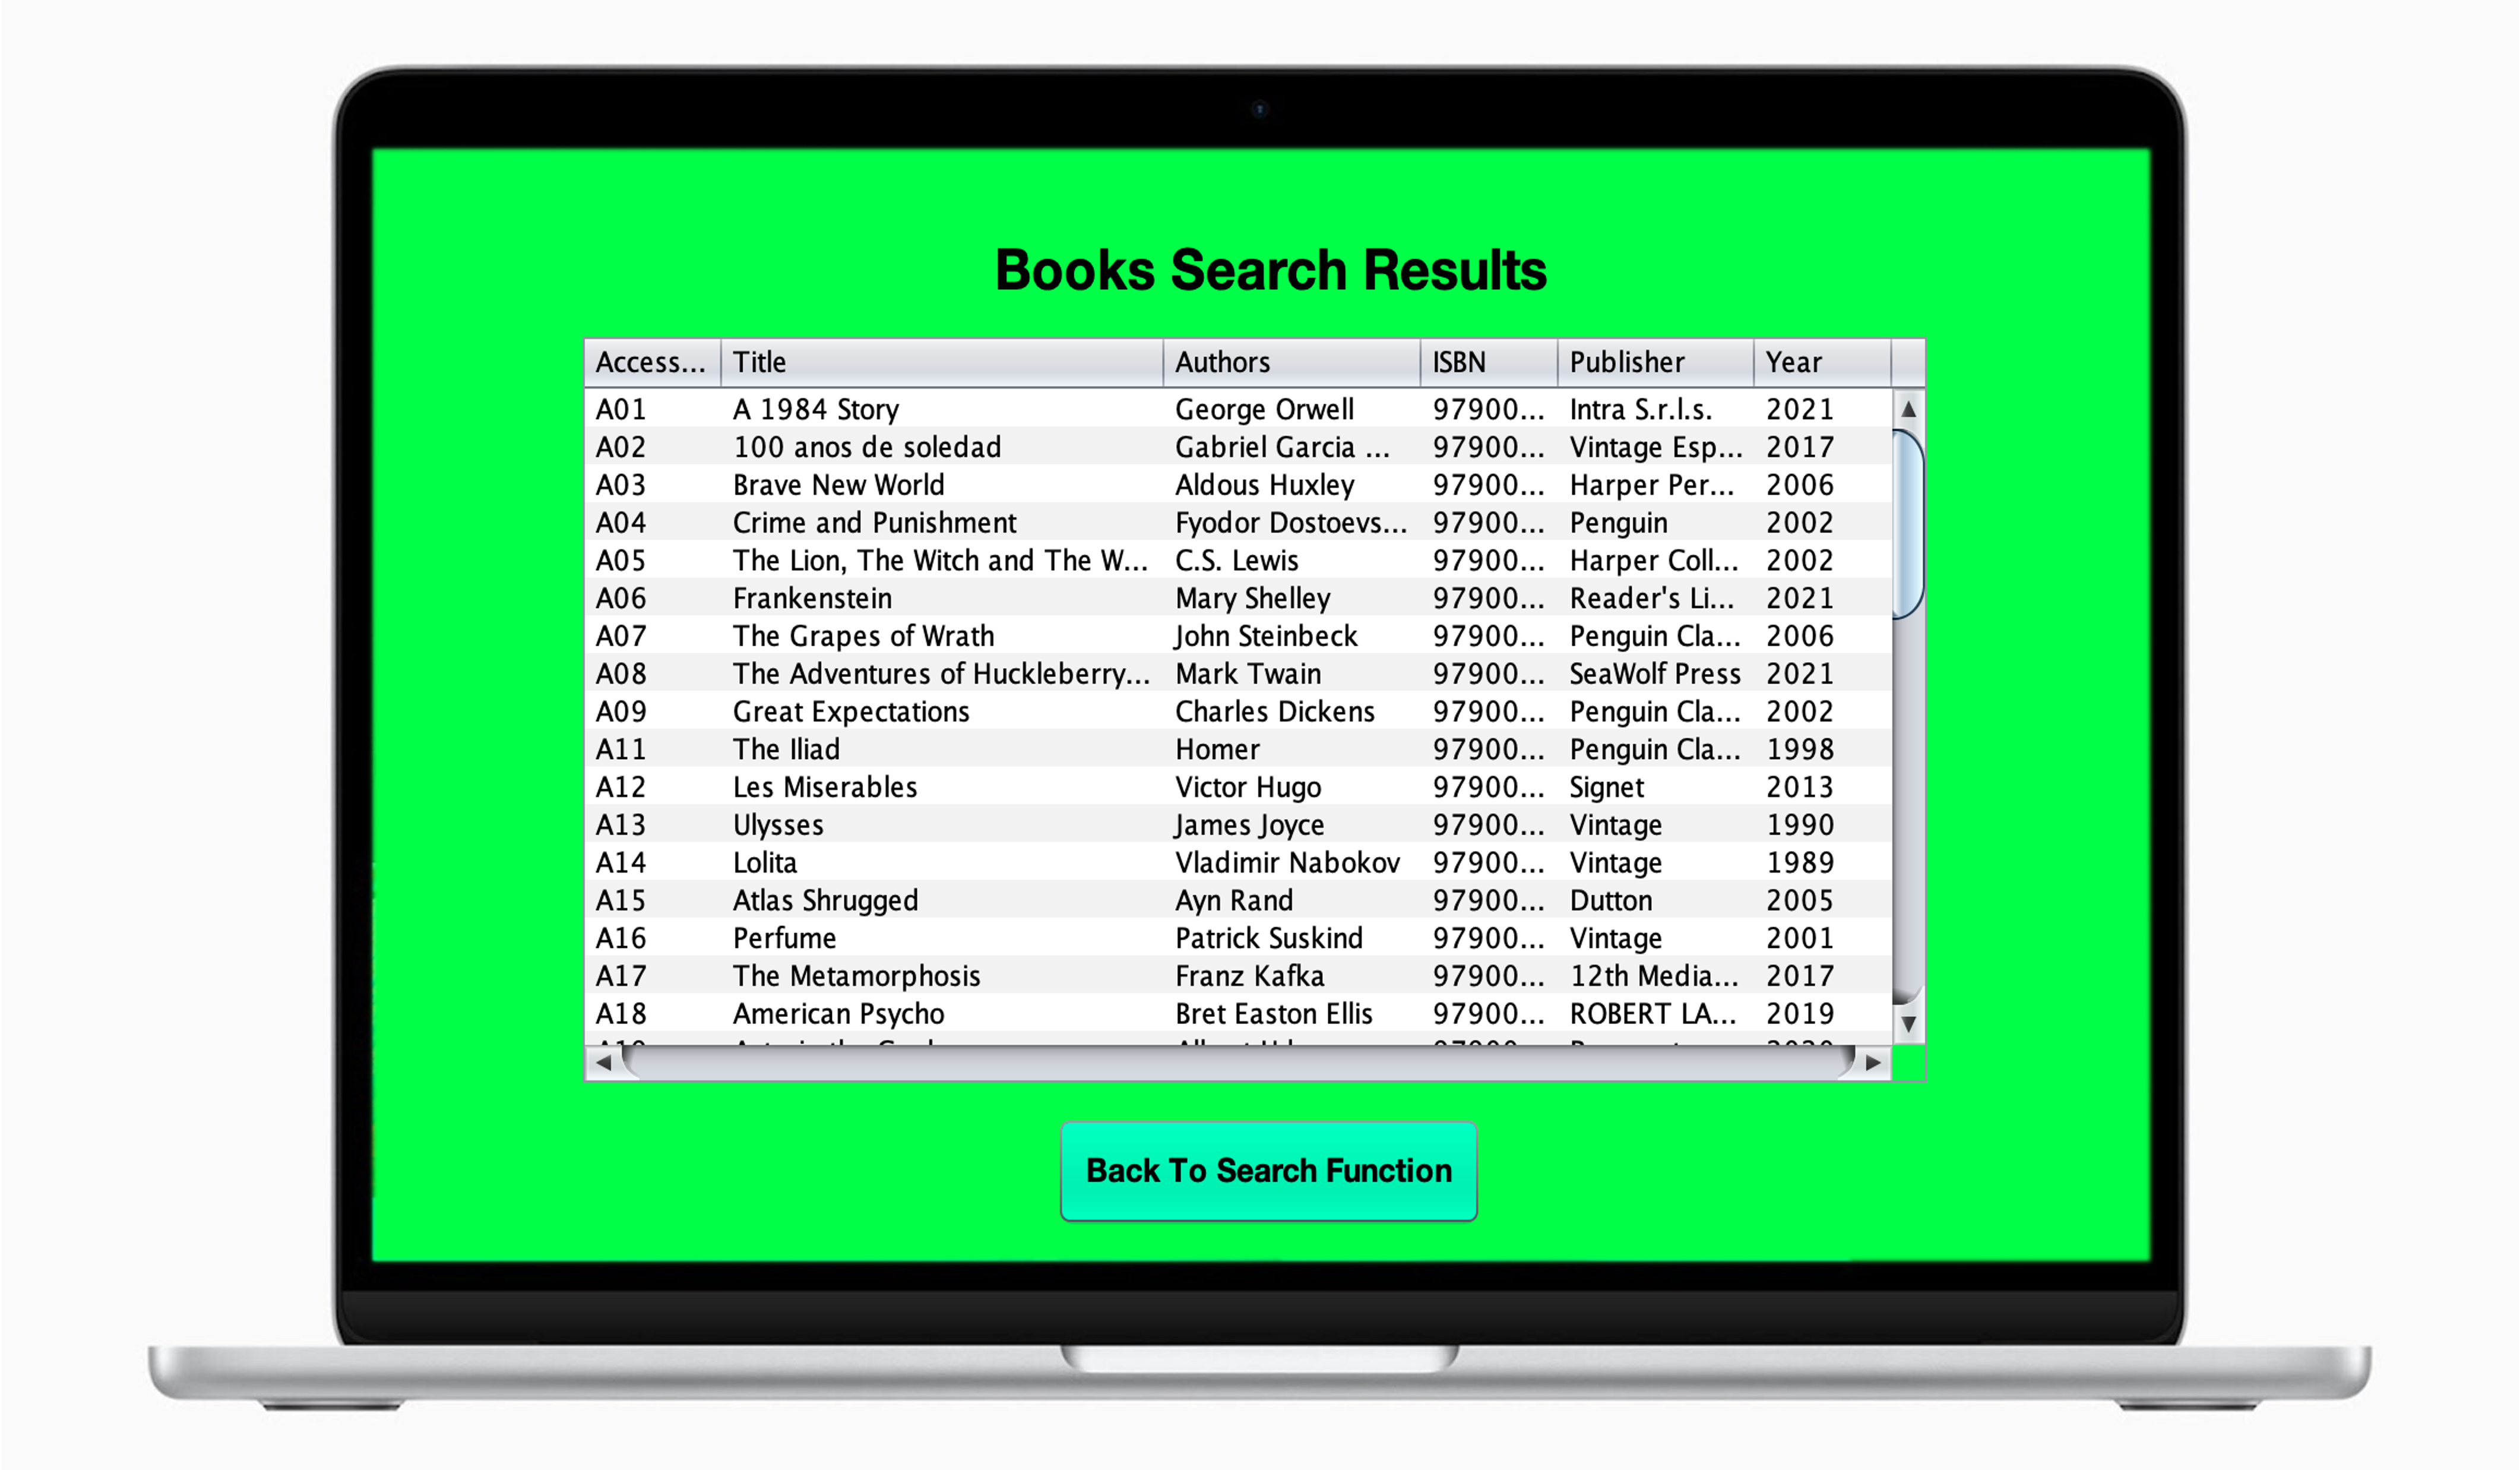 Books Search Results
Access... Title Authors ISBN Publisher Year
A01 A 1984 Story George Orwell 97900... Intra S.r.l.s. 2021
A02 100 anos de soledad Gabriel Garcia ... 97900... Vintage Esp... 2017
A03 Brave New World Aldous Huxley 97900... Harper Per... 2006
A04 Crime and Punishment Fyodor Dostoevs... 97900... Penguin 2002
A05 The Lion, The Witch and The W... C.S. Lewis 97900... Harper Coll... 2002
A06 Frankenstein Mary Shelley 97900... Reader's Li... 2021
A07 The Grapes of Wrath John Steinbeck 97900... Penguin Cla... 2006
A08 The Adventures of Huckleberry... Mark Twain 97900... SeaWolf Press 2021
A09 Great Expectations Charles Dickens 97900... Penguin Cla... 2002
A11 The Iliad Homer 97900... Penguin Cla... 1998
A12 Les Miserables Victor Hugo 97900... Signet 2013
A13 Ulysses James Joyce 97900... Vintage 1990
A14 Lolita Vladimir Nabokov 97900... Vintage 1989
A15 Atlas Shrugged Ayn Rand 97900... Dutton 2005
A16 Perfume Patrick Suskind 97900... Vintage 2001
A17 The Metamorphosis Franz Kafka 97900... 12th Media... 2017
A18 American Psycho Bret Easton Ellis 97900... ROBERT LA... 2019
Back To Search Function